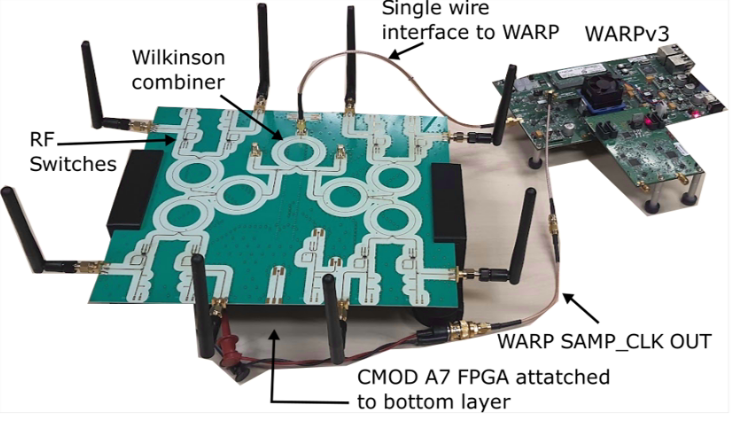 Single wire
interface to WARP
WARPv3
Wilkinson
combiner
RF
Switches
WARP SAMP_CLK OUT
CMOD A7 FPGA attatched
to bottom layer